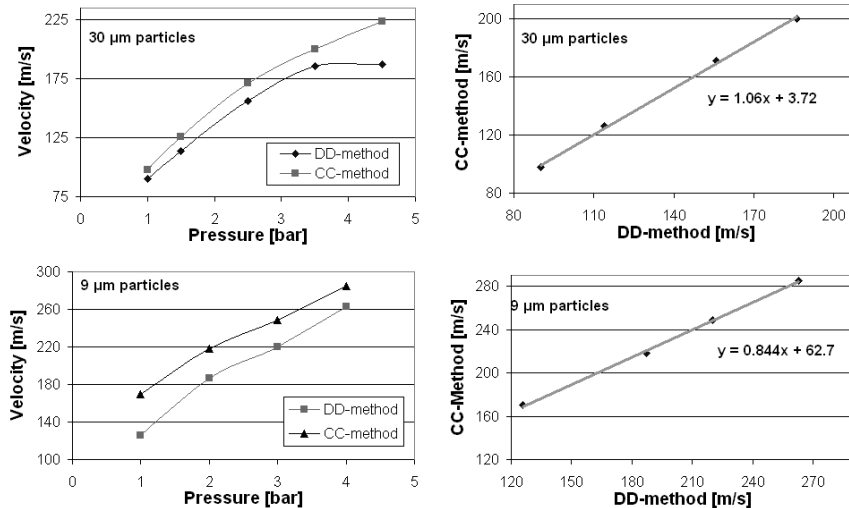 225
175
125
75
Velocity [m/s]
30 µm particles
DD-method
CC-method
0 1 2 3 4 5
Pressure [bar]
200
160
120
80
CC-method [m/s]
30 µm particles
y = 1.06x + 3.72
80 110 140 170 200
DD-method [m/s]
300
260
220
180
140
100
Velocity [m/s]
9 µm particles
DD-method
CC-method
0 1 2 3 4 5
Pressure [bar]
280
240
200
160
120
CC-Method [m/s]
9 µm particles
y = 0.844x + 62.7
120 150 180 210 240 270
DD-method [m/s]